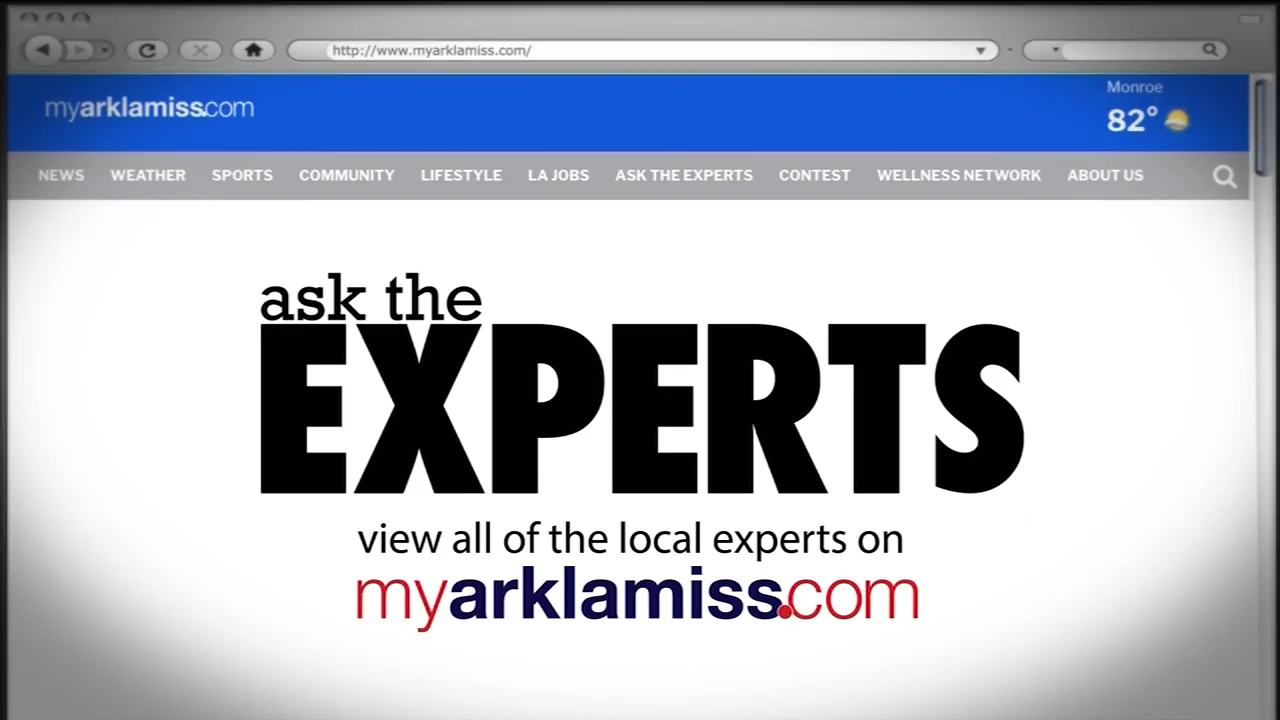 http://www.myarklamiss.com/
myarklamiss.com
Monroe
82°
NEWS WEATHER SPORTS COMMUNITY LIFESTYLE LA JOBS ASK THE EXPERTS CONTEST WELLNESS NETWORK ABOUT US
ask the
EXPERTS
view all of the local experts on
myarklamiss.com